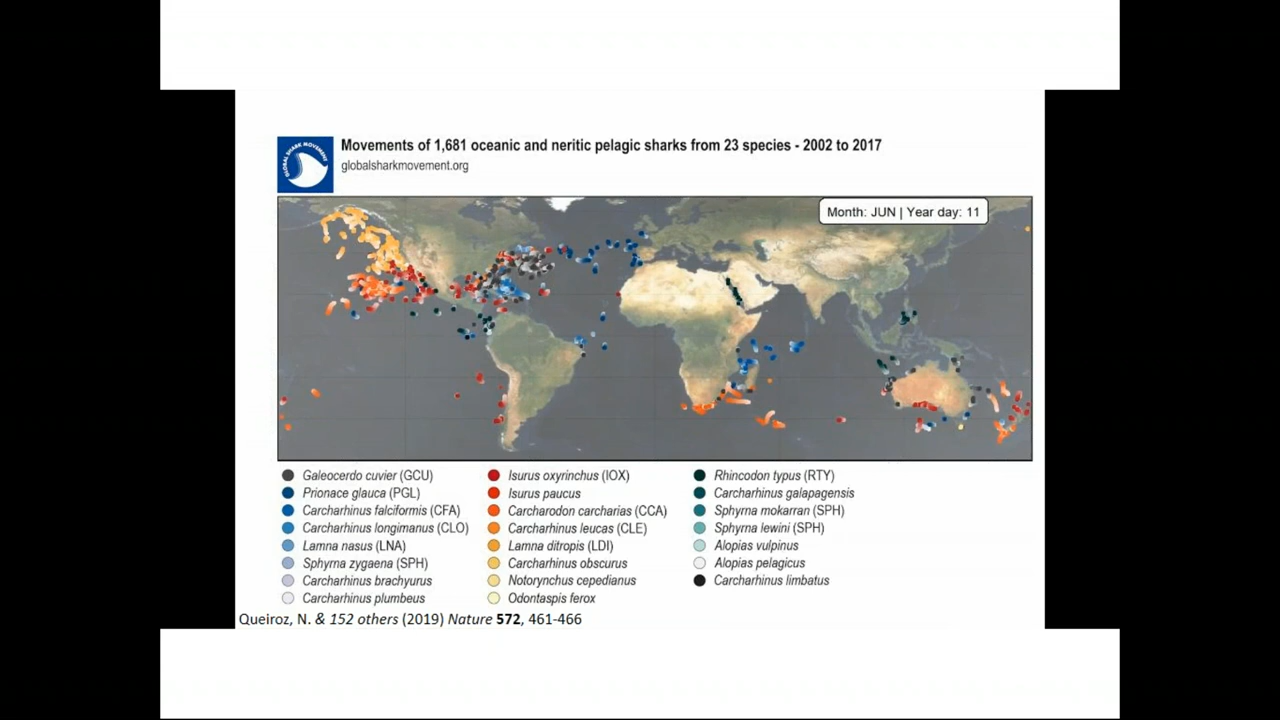 GLOBAL SHARK MOVEMENT
Movements of 1,681 oceanic and neritic pelagic sharks from 23 species - 2002 to 2017
globalsharkmovement.org
Month: JUN | Year day: 11
Galeocerdo cuvier (GCU)
Prionace glauca (PGL)
Carcharhinus falciformis (CFA)
Carcharhinus longimanus (CLO)
Lamna nasus (LNA)
Sphyrna zygaena (SPH)
Carcharhinus brachyurus
Carcharhinus plumbeus
Isurus oxyrinchus (IOX)
Isurus paucus
Carcharodon carcharias (CCA)
Carcharhinus leucas (CLE)
Lamna ditropis (LDI)
Carcharhinus obscurus
Notorynchus cepedianus
Odontaspis ferox
Rhincodon typus (RTY)
Carcharhinus galapagensis
Sphyrna mokarran (SPH)
Sphyrna lewini (SPH)
Alopias vulpinus
Alopias pelagicus
Carcharhinus limbatus
Queiroz, N. & 152 others (2019) Nature 572, 461-466